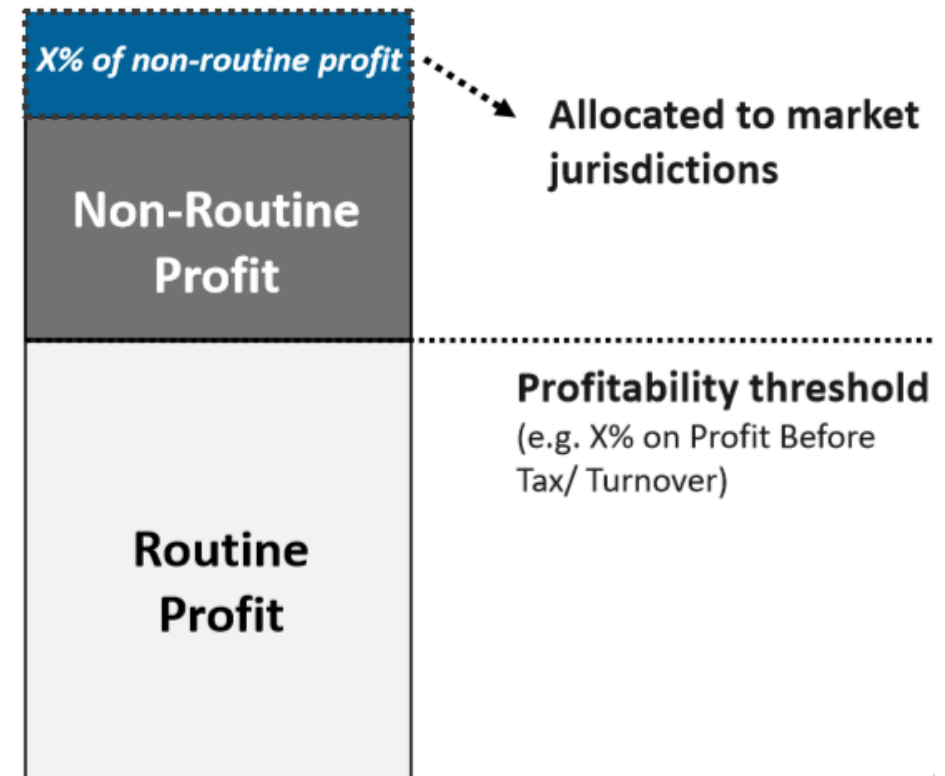 X% of non-routine profit
Allocated to market
jurisdictions
Non-Routine
Profit
Profitability threshold
(e.g. X% on Profit Before
Tax/ Turnover)
Routine
Profit